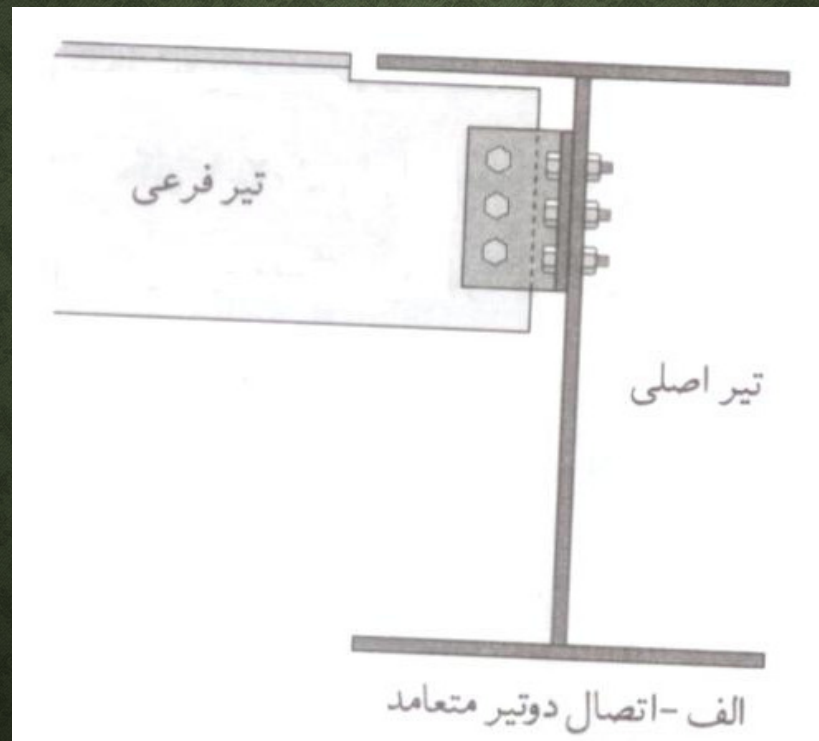 تیر فرعی
تیر اصلی
الف -اتصال دوتیر متعامد